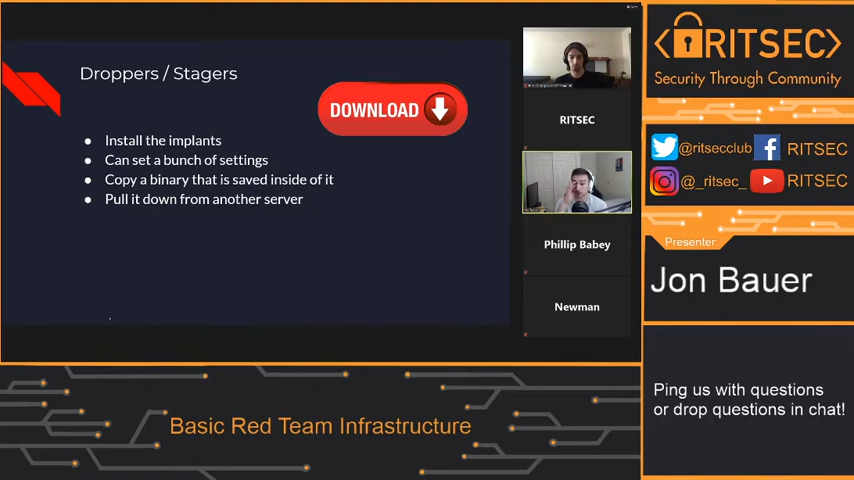 Droppers / Stagers
DOWNLOAD
● Install the implants
● Can set a bunch of settings
● Copy a binary that is saved inside of it
● Pull it down from another server
RITSEC
Phillip Babey
Newman
<RITSEC>
Security Through Community
@ritsecclub
RITSEC
@_ritsec_
RITSEC
Presenter:
Jon Bauer
Ping us with questions
or drop questions in chat!
Basic Red Team Infrastructure